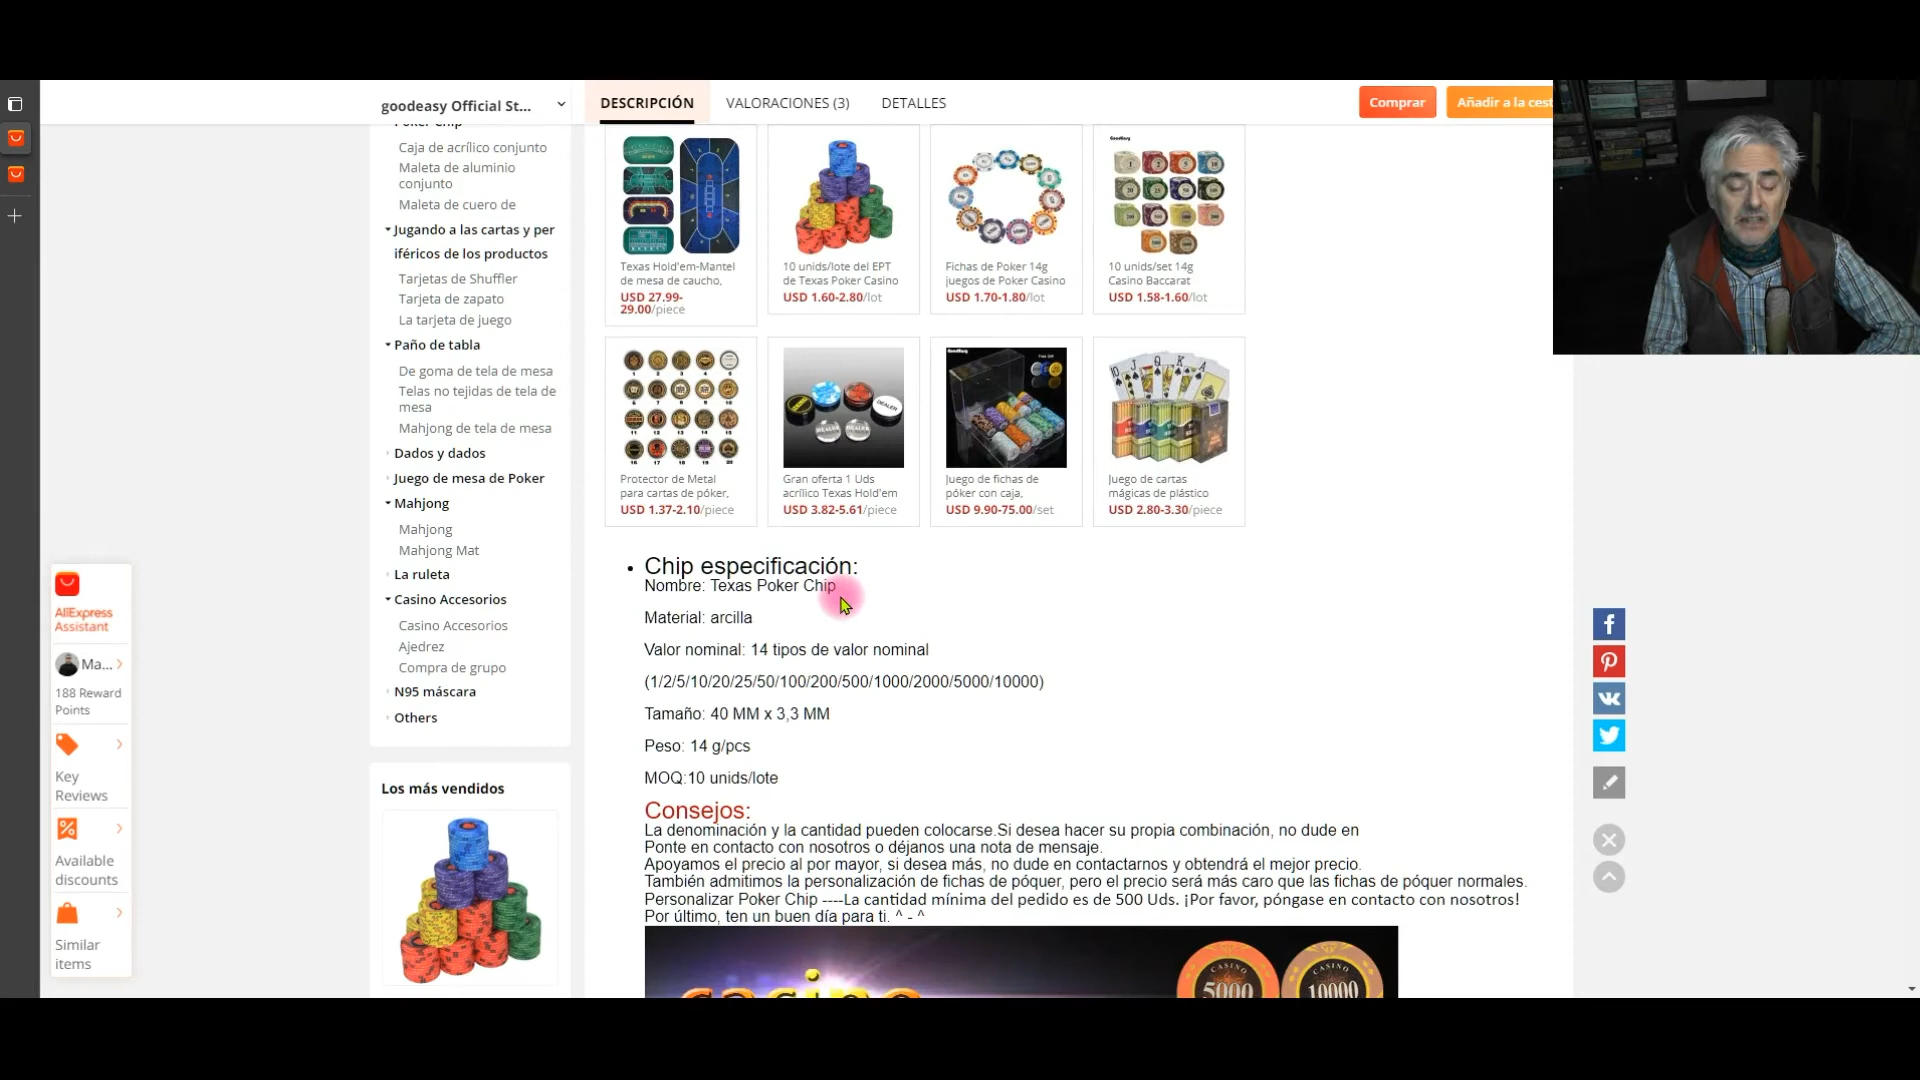 goodeasy Official St...
DESCRIPCIÓN
VALORACIONES (3)
DETALLES
Comprar
Añadir a la cest
Poker Chip
Caja de acrílico conjunto
Maleta de aluminio
conjunto
Maleta de cuero de
Jugando a las cartas y per
iféricos de los productos
Tarjetas de Shuffler
Tarjeta de zapato
La tarjeta de juego
Paño de tabla
De goma de tela de mesa
Telas no tejidas de tela de
mesa
Mahjong de tela de mesa
Dados y dados
Juego de mesa de Poker
Mahjong
Mahjong
Mahjong Mat
La ruleta
Casino Accesorios
Casino Accesorios
Ajedrez
Compra de grupo
N95 máscara
Others
Los más vendidos
AliExpress
Assistant
Ma...
188 Reward
Points
Key
Reviews
Available
discounts
Similar
items
Texas Hold'em-Mantel
de mesa de caucho,
USD 27.99-
29.00/piece
10 unids/lote del EPT
de Texas Poker Casino
USD 1.60-2.80/lot
Fichas de Poker 14g
juegos de Poker Casino
USD 1.70-1.80/lot
GoodEasy
10 unids/set 14g
Casino Baccarat
USD 1.58-1.60/lot
Protector de Metal
para cartas de póker,
USD 1.37-2.10/piece
DEALER
Gran oferta 1 Uds
acrílico Texas Hold'em
USD 3.82-5.61/piece
GoodEasy
Juego de fichas de
póker con caja,
USD 9.90-75.00/set
Juego de cartas
mágicas de plástico
USD 2.80-3.30/piece
Chip especificación:
Nombre: Texas Poker Chip
Material: arcilla
Valor nominal: 14 tipos de valor nominal
(1/2/5/10/20/25/50/100/200/500/1000/2000/5000/10000)
Tamaño: 40 MM x 3,3 MM
Peso: 14 g/pcs
MOQ:10 unids/lote
Consejos:
La denominación y la cantidad pueden colocarse.Si desea hacer su propia combinación, no dude en
Ponte en contacto con nosotros o déjanos una nota de mensaje.
Apoyamos el precio al por mayor, si desea más, no dude en contactarnos y obtendrá el mejor precio.
También admitimos la personalización de fichas de póquer, pero el precio será más caro que las fichas de póquer normales.
Personalizar Poker Chip ----La cantidad mínima del pedido es de 500 Uds. ¡Por favor, póngase en contacto con nosotros!
Por último, ten un buen día para ti. ^ - ^
casino
CASINO
5000
CASINO
10000